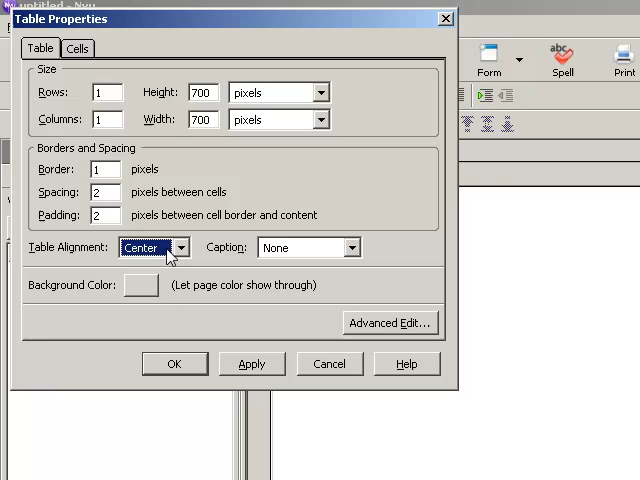 untitled - Nvu
Table Properties
Table Cells
Size
Rows: 1 Height: 700 pixels
Columns: 1 Width: 700 pixels
Borders and Spacing
Border: 1 pixels
Spacing: 2 pixels between cells
Padding: 2 pixels between cell border and content
Table Alignment: Center Caption: None
Background Color: (Let page color show through)
Advanced Edit...
OK Apply Cancel Help
Form abc Spell Print